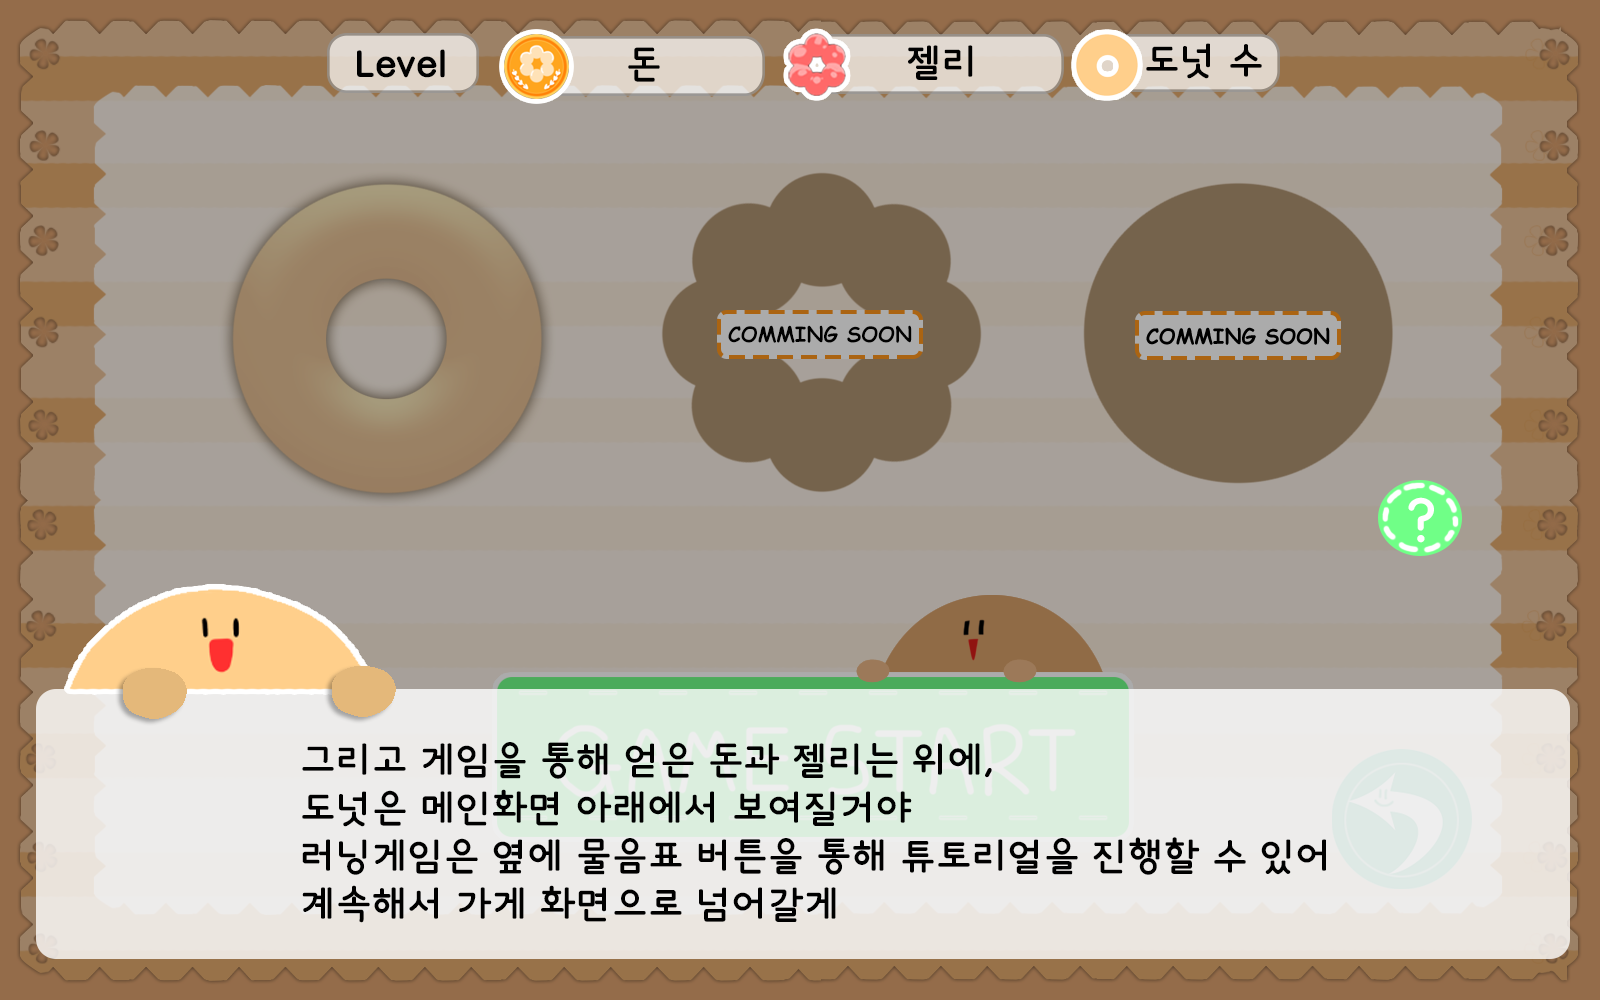 Level
돈
젤리
도넛 수
COMMING SOON
COMMING SOON
?
GAME START
그리고 게임을 통해 얻은 돈과 젤리는 위에,
도넛은 메인화면 아래에서 보여질거야
러닝게임은 옆에 물음표 버튼을 통해 튜토리얼을 진행할 수 있어
계속해서 가게 화면으로 넘어갈게